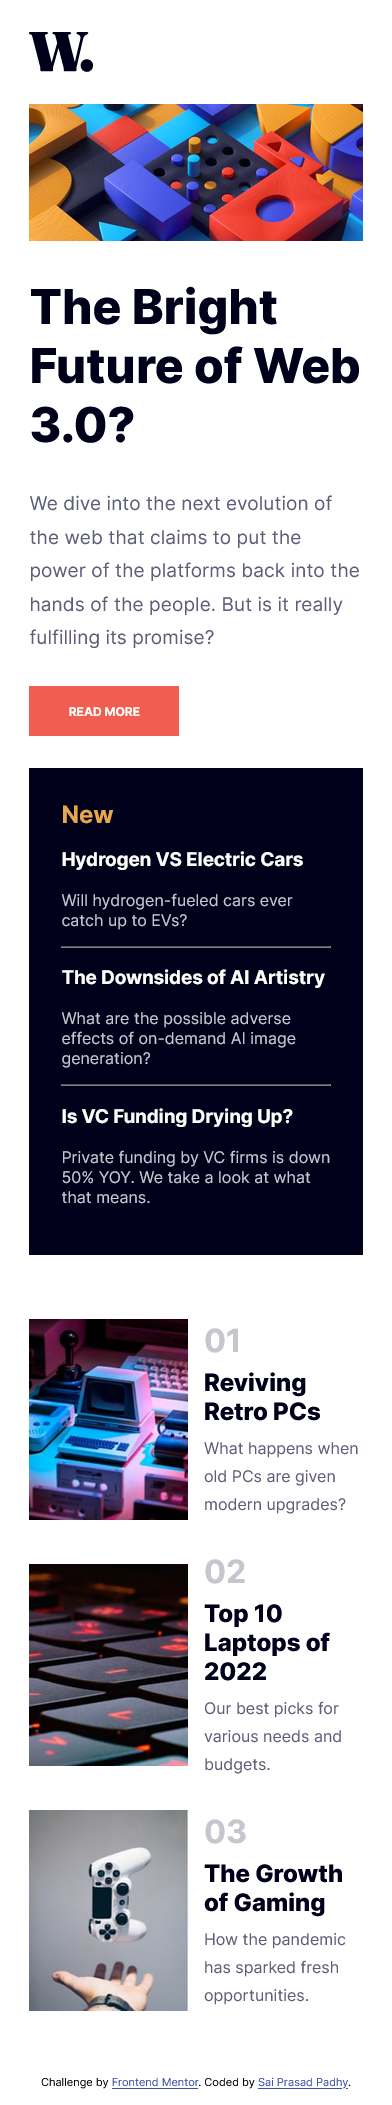 W.
The Bright
Future of Web
3.0?
We dive into the next evolution of
the web that claims to put the
power of the platforms back into the
hands of the people. But is it really
fulfilling its promise?
READ MORE
New
Hydrogen VS Electric Cars
Will hydrogen-fueled cars ever
catch up to EVs?
The Downsides of AI Artistry
What are the possible adverse
effects of on-demand AI image
generation?
Is VC Funding Drying Up?
Private funding by VC firms is down
50% YOY. We take a look at what
that means.
01
Reviving
Retro PCs
What happens when
old PCs are given
modern upgrades?
02
Top 10
Laptops of
2022
Our best picks for
various needs and
budgets.
03
The Growth
of Gaming
How the pandemic
has sparked fresh
opportunities.
Challenge by Frontend Mentor. Coded by Sai Prasad Padhy.